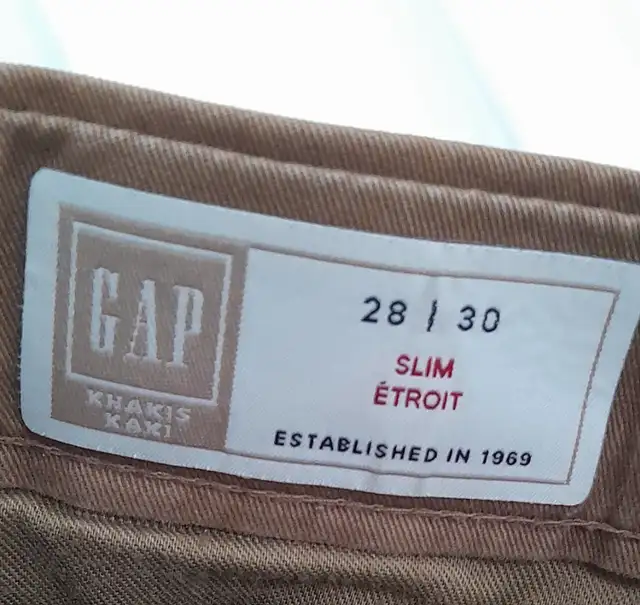 GAP
KHAKIS
KAKI
28 | 30
SLIM
ÉTROIT
ESTABLISHED IN 1969